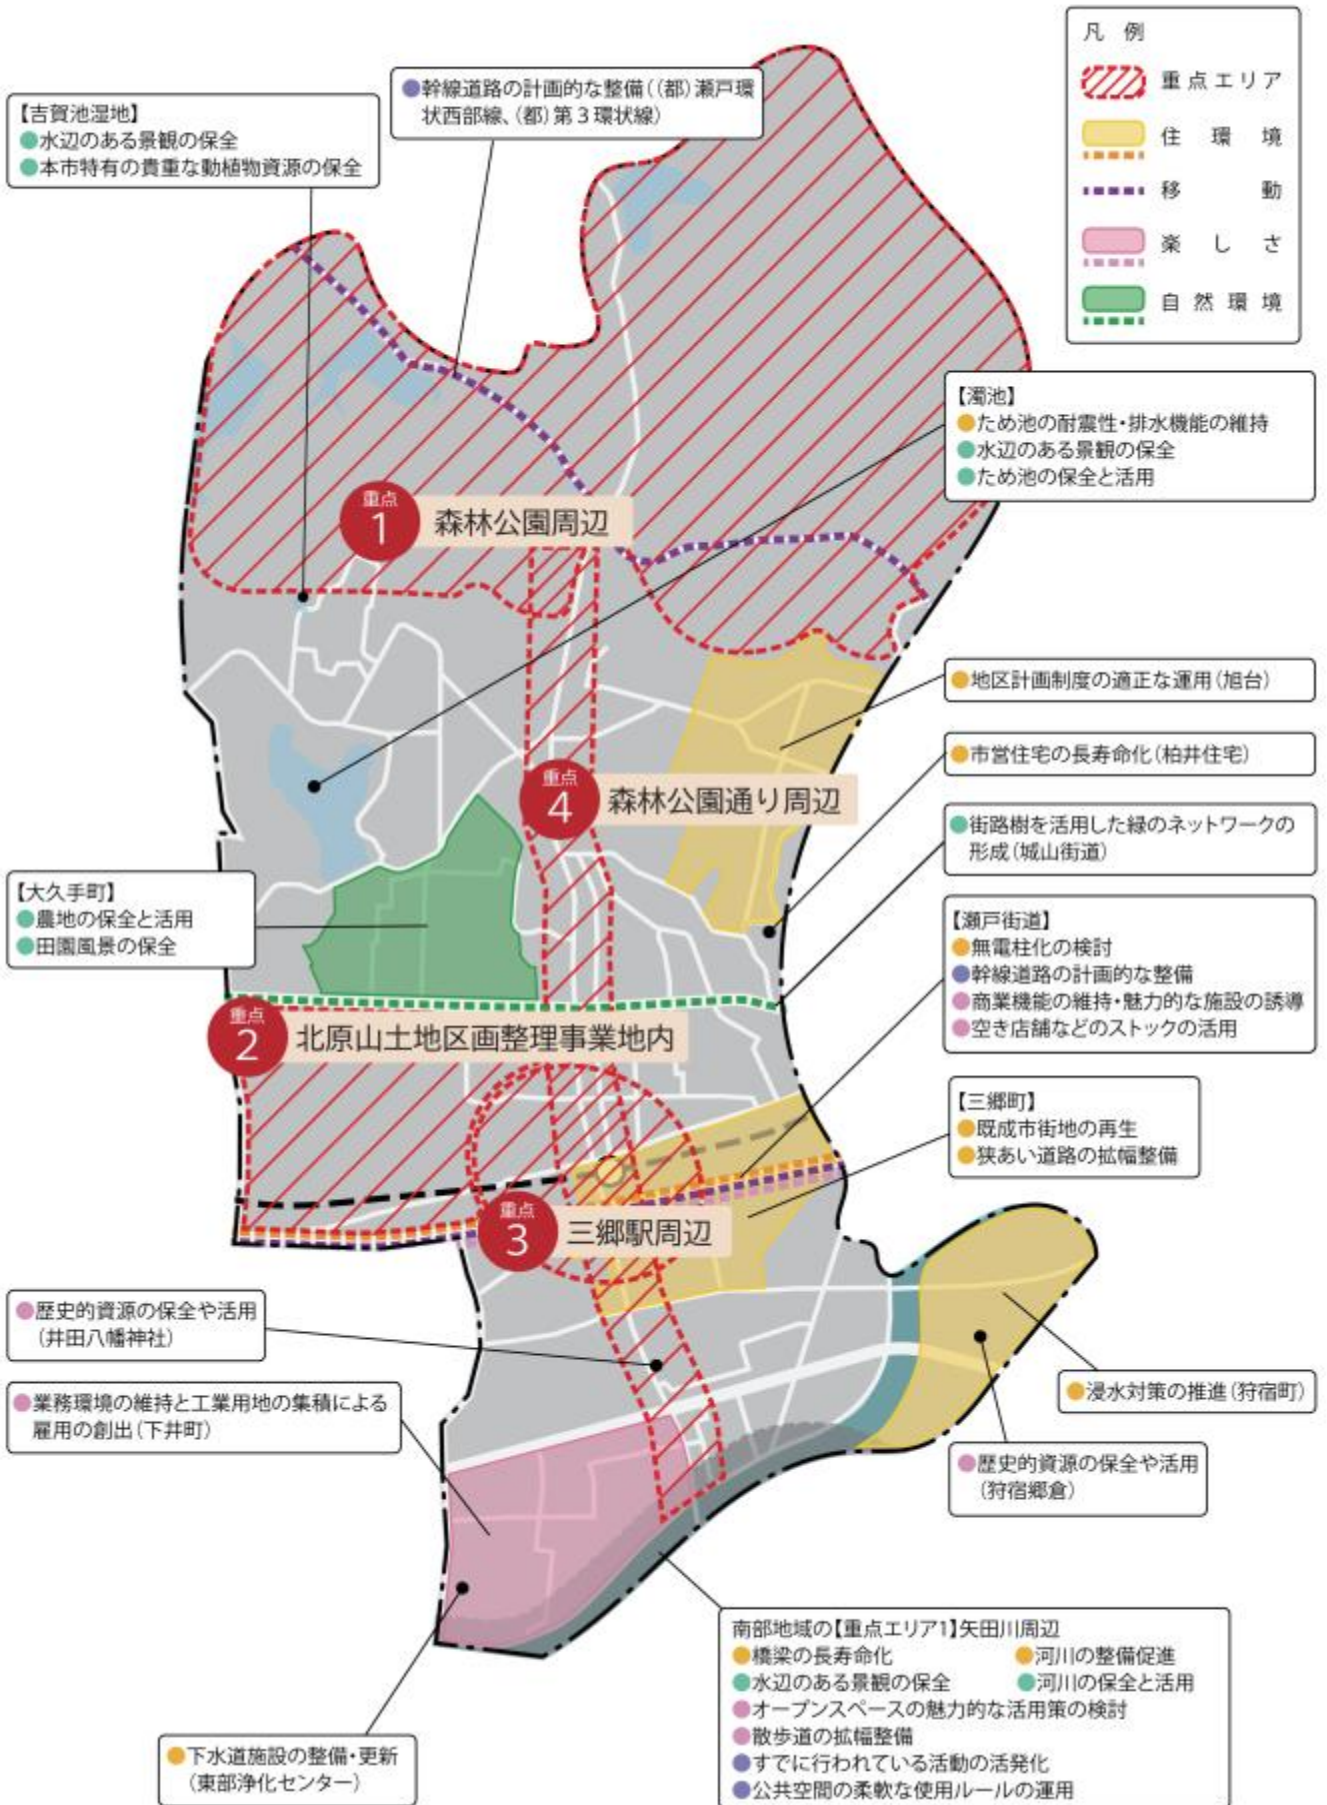 凡 例
重点エリア
住 環 境
移 動
楽 し さ
自 然 環 境
●幹線道路の計画的な整備((都)瀬戸環
状西部線、(都)第3環状線)
【吉賀池湿地】
●水辺のある景観の保全
●本市特有の貴重な動植物資源の保全
【濁池】
●ため池の耐震性・排水機能の維持
●水辺のある景観の保全
●ため池の保全と活用
重点
1
森林公園周辺
●地区計画制度の適正な運用(旭台)
●市営住宅の長寿命化(柏井住宅)
重点
4
森林公園通り周辺
●街路樹を活用した緑のネットワークの
形成(城山街道)
【大久手町】
●農地の保全と活用
●田園風景の保全
【瀬戸街道】
●無電柱化の検討
●幹線道路の計画的な整備
●商業機能の維持・魅力的な施設の誘導
●空き店舗などのストックの活用
重点
2
北原山土地区画整理事業地内
【三郷町】
●既成市街地の再生
●狭あい道路の拡幅整備
重点
3
三郷駅周辺
●歴史的資源の保全や活用
(井田八幡神社)
●業務環境の維持と工業用地の集積による
雇用の創出(下井町)
●浸水対策の推進(狩宿町)
●歴史的資源の保全や活用
(狩宿郷倉)
南部地域の【重点エリア1】矢田川周辺
●橋梁の長寿命化 ●河川の整備促進
●水辺のある景観の保全 ●河川の保全と活用
●オープンスペースの魅力的な活用策の検討
●散歩道の拡幅整備
●すでに行われている活動の活発化
●公共空間の柔軟な使用ルールの運用
●下水道施設の整備・更新
(東部浄化センター)